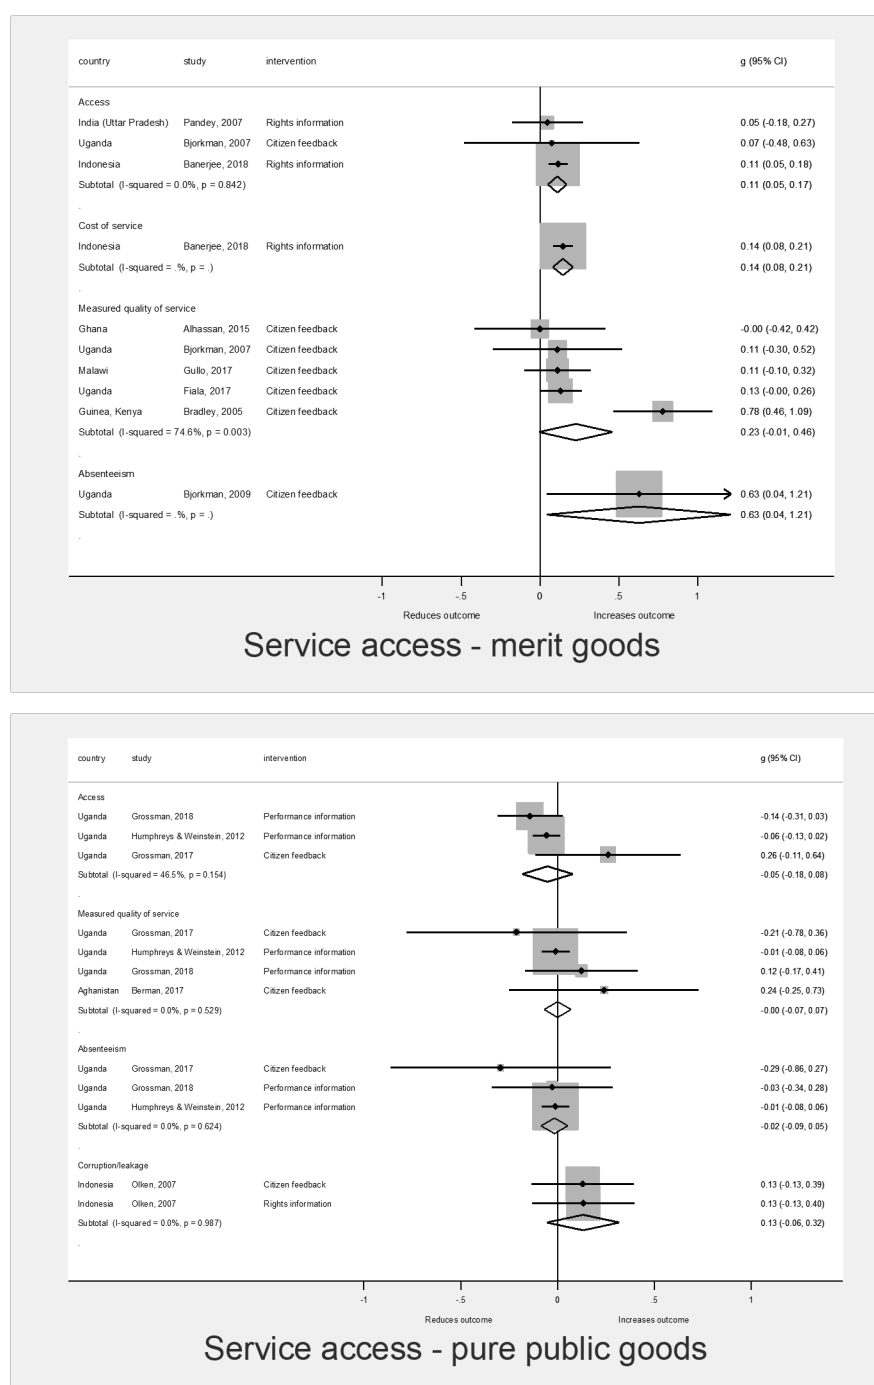 country study intervention g (95% CI)
Access
India (Uttar Pradesh) Pandey, 2007 Rights information 0.05 (-0.18, 0.27)
Uganda Bjorkman, 2007 Citizen feedback 0.07 (-0.48, 0.63)
Indonesia Banerjee, 2018 Rights information 0.11 (0.05, 0.18)
Subtotal (I-squared = 0.0%, p = 0.842) 0.11 (0.05, 0.17)
.
Cost of service
Indonesia Banerjee, 2018 Rights information 0.14 (0.08, 0.21)
Subtotal (I-squared = .%, p = .) 0.14 (0.08, 0.21)
.
Measured quality of service
Ghana Alhassan, 2015 Citizen feedback -0.00 (-0.42, 0.42)
Uganda Bjorkman, 2007 Citizen feedback 0.11 (-0.30, 0.52)
Malawi Gullo, 2017 Citizen feedback 0.11 (-0.10, 0.32)
Uganda Fiala, 2017 Citizen feedback 0.13 (-0.00, 0.26)
Guinea, Kenya Bradley, 2005 Citizen feedback 0.78 (0.46, 1.09)
Subtotal (I-squared = 74.6%, p = 0.003) 0.23 (-0.01, 0.46)
.
Absenteeism
Uganda Bjorkman, 2009 Citizen feedback 0.63 (0.04, 1.21)
Subtotal (I-squared = .%, p = .) 0.63 (0.04, 1.21)
.
-1 -.5 0 .5 1
Reduces outcome Increases outcome
Service access - merit goods
country study intervention g (95% CI)
Access
Uganda Grossman, 2018 Performance information -0.14 (-0.31, 0.03)
Uganda Humphreys & Weinstein, 2012 Performance information -0.06 (-0.13, 0.02)
Uganda Grossman, 2017 Citizen feedback 0.26 (-0.11, 0.64)
Subtotal (I-squared = 46.5%, p = 0.154) -0.05 (-0.18, 0.08)
.
Measured quality of service
Uganda Grossman, 2017 Citizen feedback -0.21 (-0.78, 0.36)
Uganda Humphreys & Weinstein, 2012 Performance information -0.01 (-0.08, 0.06)
Uganda Grossman, 2018 Performance information 0.12 (-0.17, 0.41)
Aghanistan Berman, 2017 Citizen feedback 0.24 (-0.25, 0.73)
Subtotal (I-squared = 0.0%, p = 0.529) -0.00 (-0.07, 0.07)
.
Absenteeism
Uganda Grossman, 2017 Citizen feedback -0.29 (-0.86, 0.27)
Uganda Grossman, 2018 Performance information -0.03 (-0.34, 0.28)
Uganda Humphreys & Weinstein, 2012 Performance information -0.01 (-0.08, 0.06)
Subtotal (I-squared = 0.0%, p = 0.624) -0.02 (-0.09, 0.05)
.
Corruption/leakage
Indonesia Olken, 2007 Citizen feedback 0.13 (-0.13, 0.39)
Indonesia Olken, 2007 Rights information 0.13 (-0.13, 0.40)
Subtotal (I-squared = 0.0%, p = 0.987) 0.13 (-0.06, 0.32)
.
-1 -.5 0 .5 1
Reduces outcome Increases outcome
Service access - pure public goods